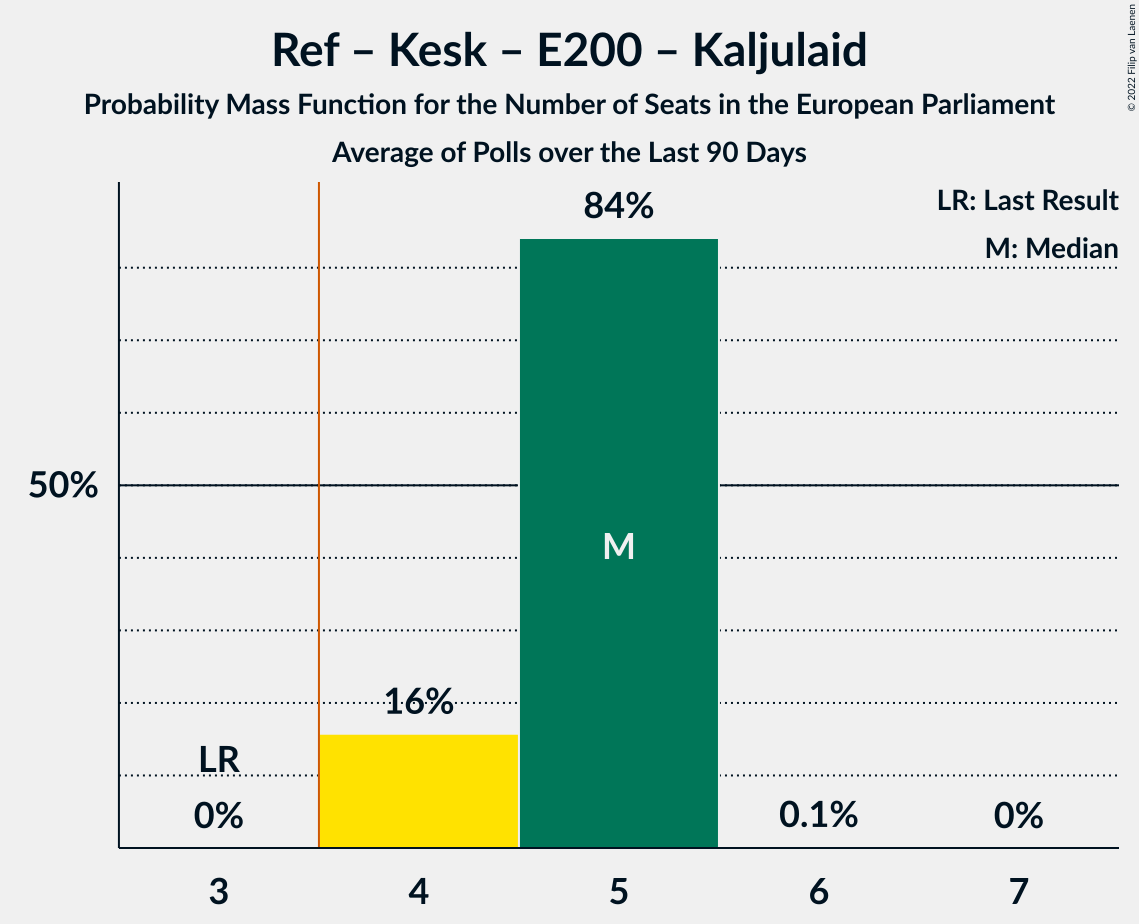 Ref – Kesk – E200 – Kaljulaid
Probability Mass Function for the Number of Seats in the European Parliament
Average of Polls over the Last 90 Days
© 2022 Filip van Laenen
LR: Last Result
M: Median
84%
50%
M
16%
LR
0%
0.1%
0%
3
4
5
6
7